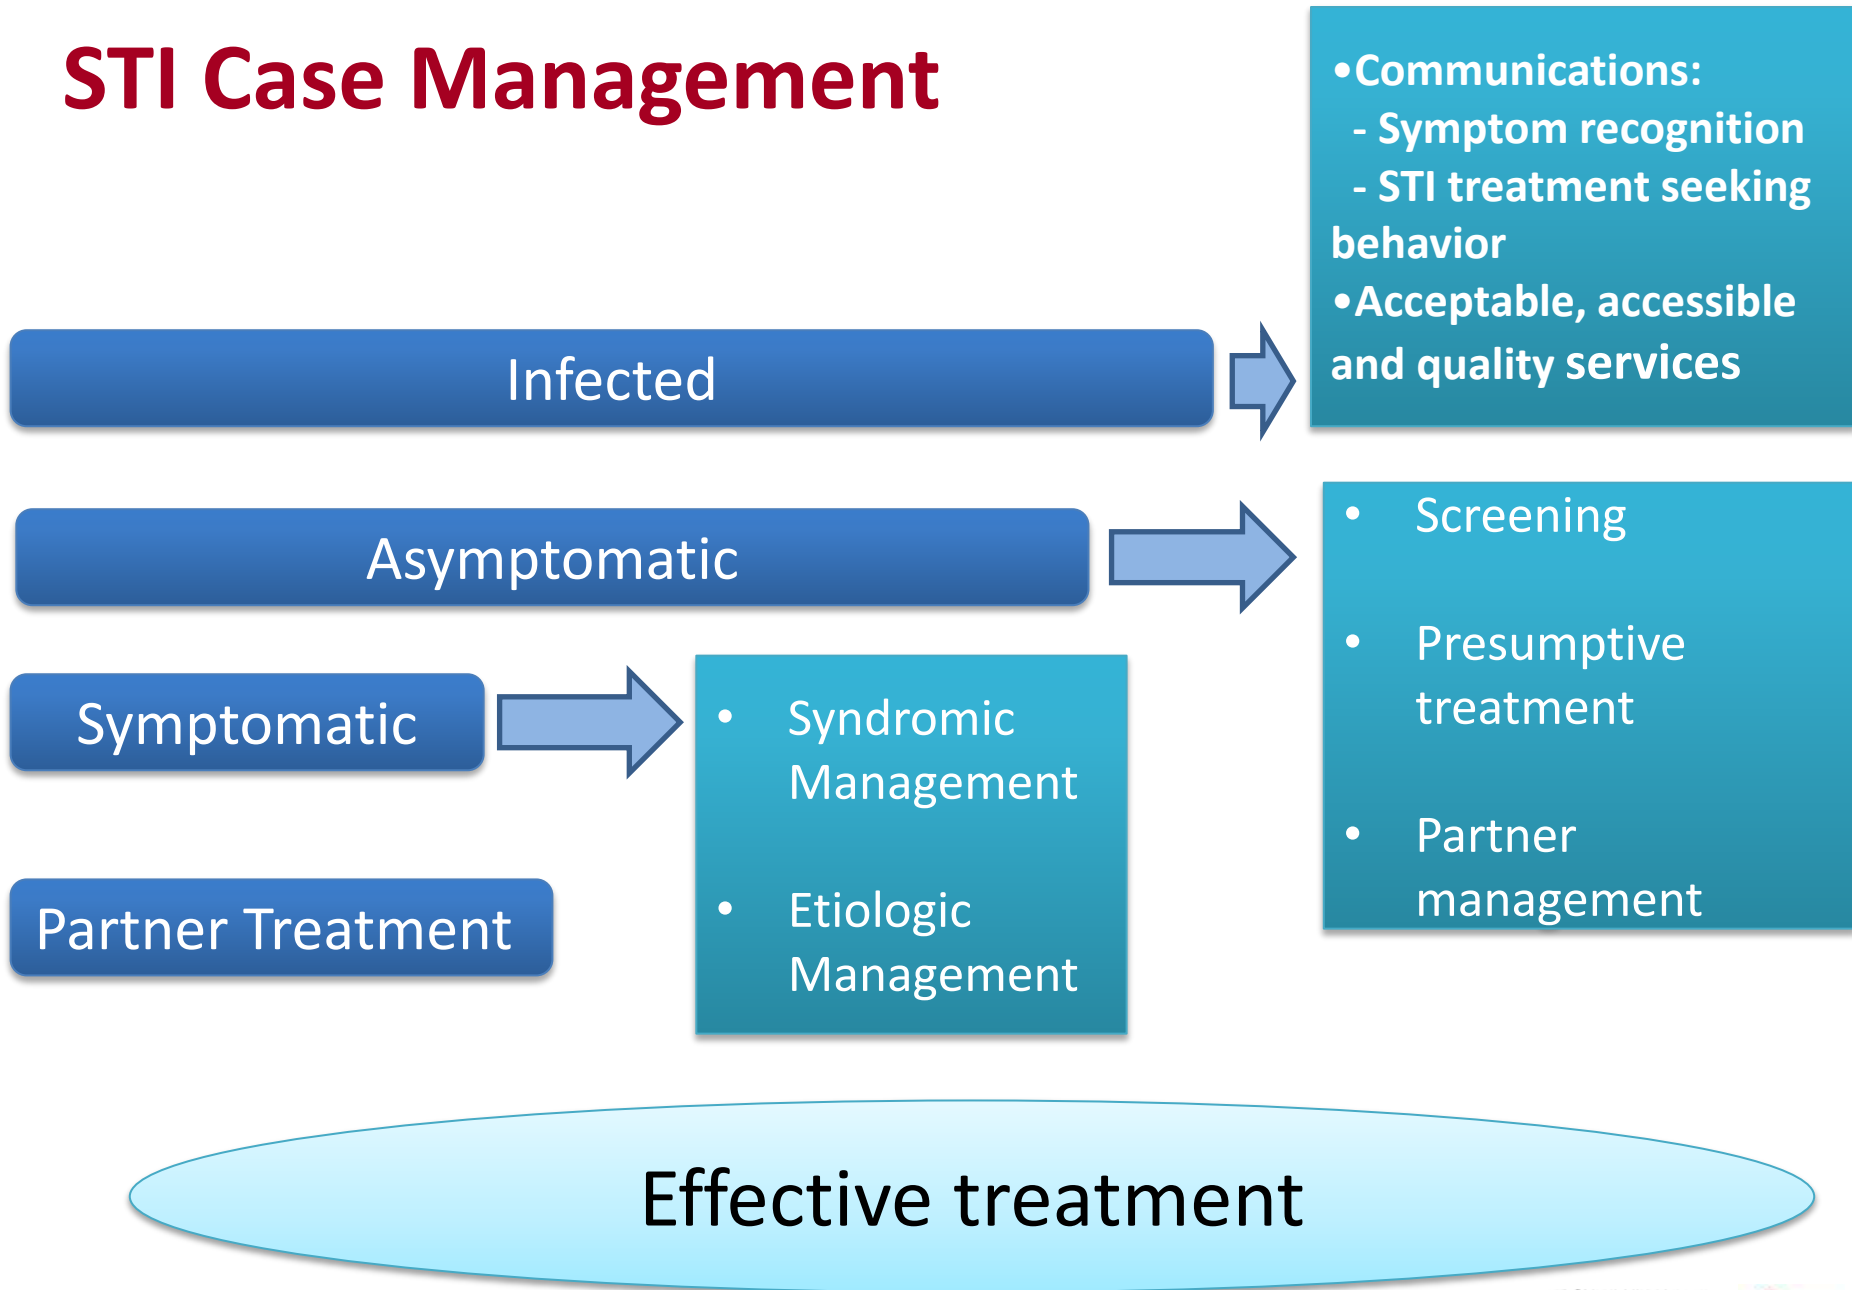 STI Case Management
•Communications:
- Symptom recognition
- STI treatment seeking
behavior
•Acceptable, accessible
and quality services
Infected
Asymptomatic
• Screening
• Presumptive
treatment
• Partner
management
Symptomatic
• Syndromic
Management
• Etiologic
Management
Partner Treatment
Effective treatment